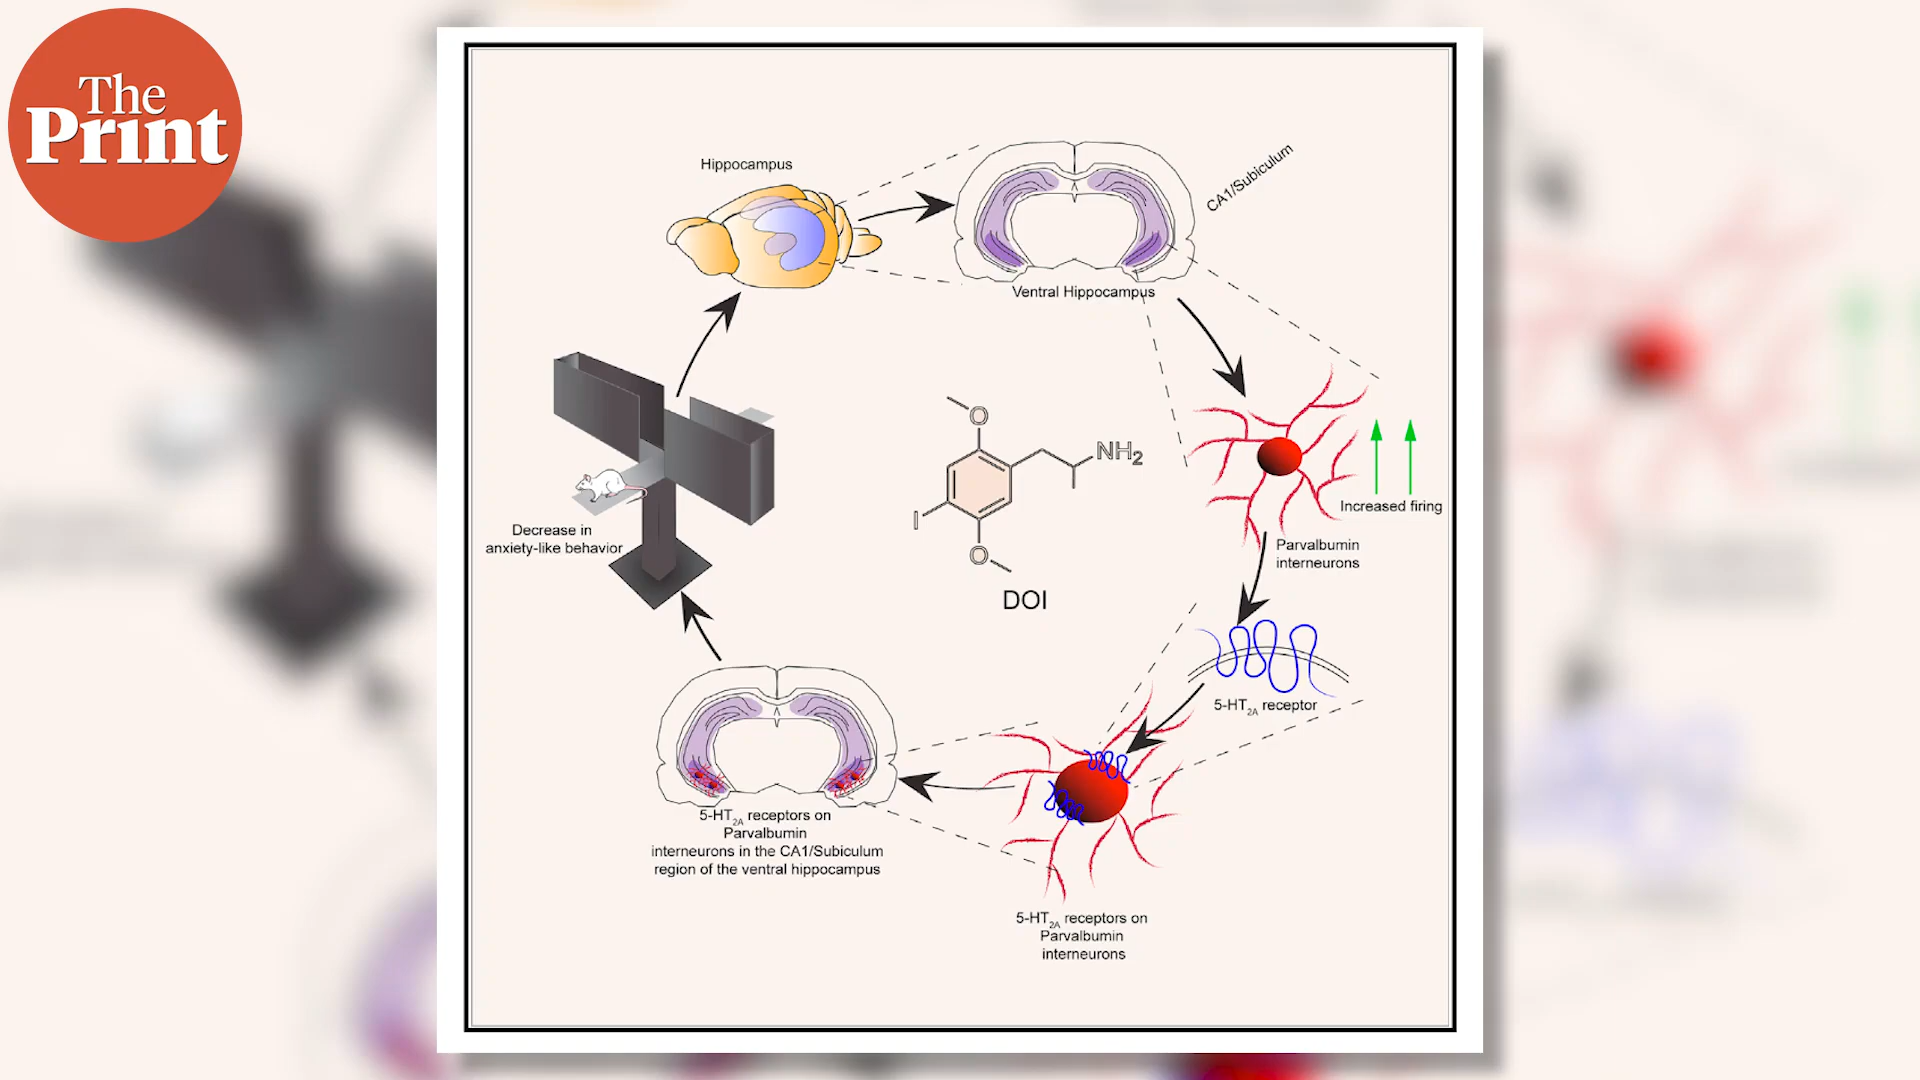 The
Print
Hippocampus
CA1/Subiculum
Ventral Hippocampus
O
NH2
I
O
DOI
Increased firing
Parvalbumin
interneurons
5-HT2A receptor
5-HT2A receptors on
Parvalbumin
interneurons
5-HT2A receptors on
Parvalbumin
interneurons in the CA1/Subiculum
region of the ventral hippocampus
Decrease in
anxiety-like behavior